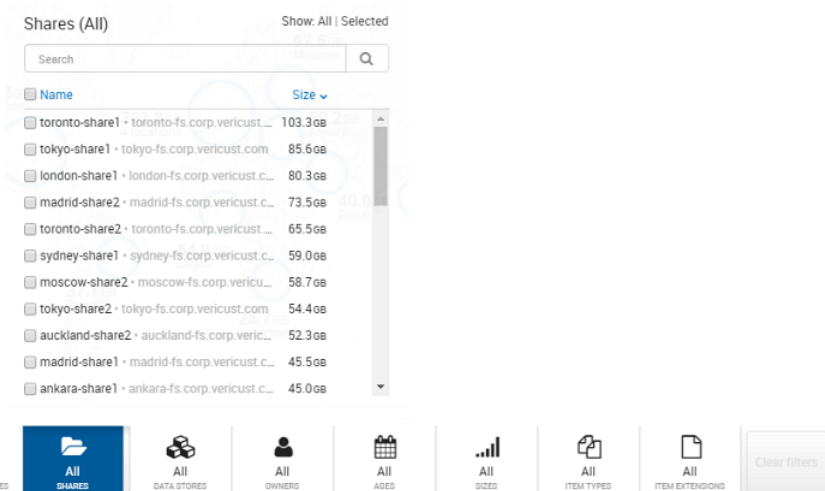 Shares (All) Show: All | Selected
Search
Name Size
toronto-share1 • toronto-fs.corp.vericust.... 103.3GB
tokyo-share1 • tokyo-fs.corp.vericust.com 85.6GB
london-share1 • london-fs.corp.vericust.c... 80.3GB
madrid-share2 • madrid-fs.corp.vericust.c... 73.5GB
toronto-share2 • toronto-fs.corp.vericust.... 65.5GB
sydney-share1 • sydney-fs.corp.vericust.c... 59.0GB
moscow-share2 • moscow-fs.corp.vericu... 58.7GB
tokyo-share2 • tokyo-fs.corp.vericust.com 54.4GB
auckland-share2 • auckland-fs.corp.veric... 52.3GB
madrid-share1 • madrid-fs.corp.vericust.c... 45.5GB
ankara-share1 • ankara-fs.corp.vericust.c... 45.0GB
All All All All All All All Clear filters
SHARES DATA STORES OWNERS AGES SIZES ITEM TYPES ITEM EXTENSIONS